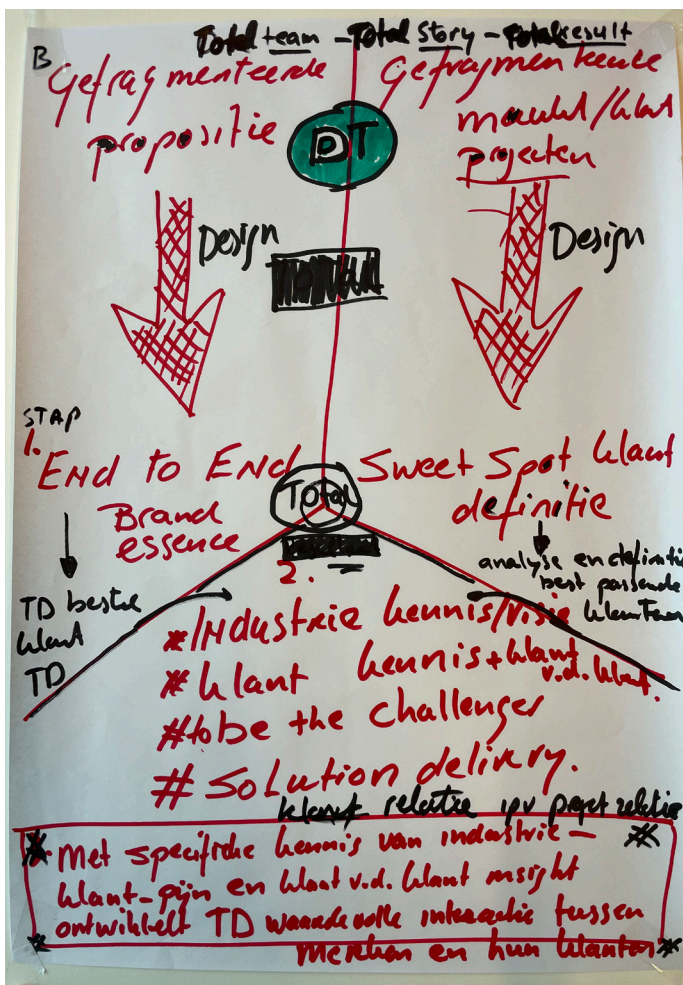 Total team - Total Story - Total result
B
Gefragmenteerde
propositie
Gefragmenteerde
markt/klant
projecten
DT
Design
Design
STAP
1.
End to End
Brand
essence
Total
Sweet Spot klant
definitie
TD beste
klant
TD
analyse en definitie
best passende
klanten
2.
# Industrie kennis/visie
# klant kennis + klant
v.d. klant.
# to be the challenger
# Solution delivery.
klant relatie ipv project relatie
Met specifieke kennis van industrie -
klant-pijn en klant v.d. klant insight
ontwikkelt TD waardevolle interactie tussen
merken en hun klanten